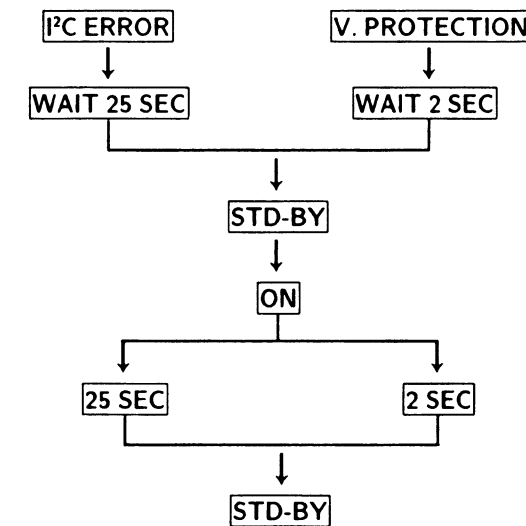 I²C ERROR
V. PROTECTION
WAIT 25 SEC
WAIT 2 SEC
STD-BY
ON
25 SEC
2 SEC
STD-BY